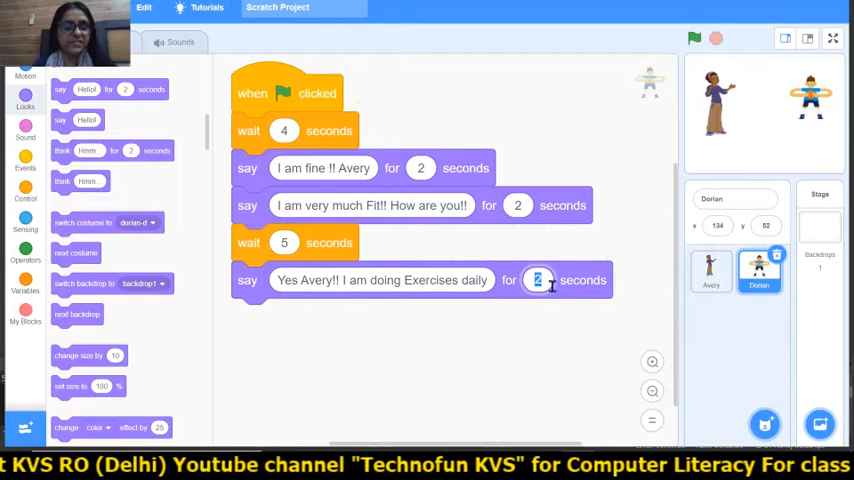 Edit Tutorials Scratch Project
Sounds
Motion
Looks
Sound
Events
Control
Sensing
Operators
Variables
My Blocks
say Hello! for 2 seconds
say Hello!
think Hmm... for 2 seconds
think Hmm...
switch costume to dorian-d
next costume
switch backdrop to backdrop1
next backdrop
change size by 10
set size to 100 %
change color effect by 25
when clicked
wait 4 seconds
say I am fine !! Avery for 2 seconds
say I am very much Fit!! How are you!! for 2 seconds
wait 5 seconds
say Yes Avery!! I am doing Exercises daily for 2 seconds
Dorian
x 134 y 52
Avery
Dorian
Stage
Backdrops
1
t KVS RO (Delhi) Youtube channel "Technofun KVS" for Computer Literacy For class